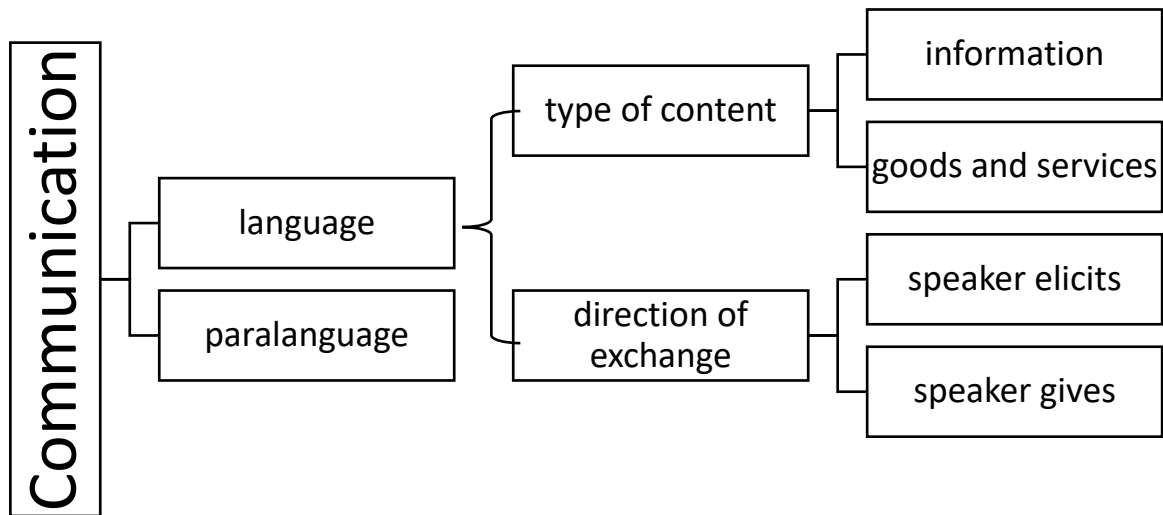 Communication
language
paralanguage
type of content
direction of
exchange
information
goods and services
speaker elicits
speaker gives